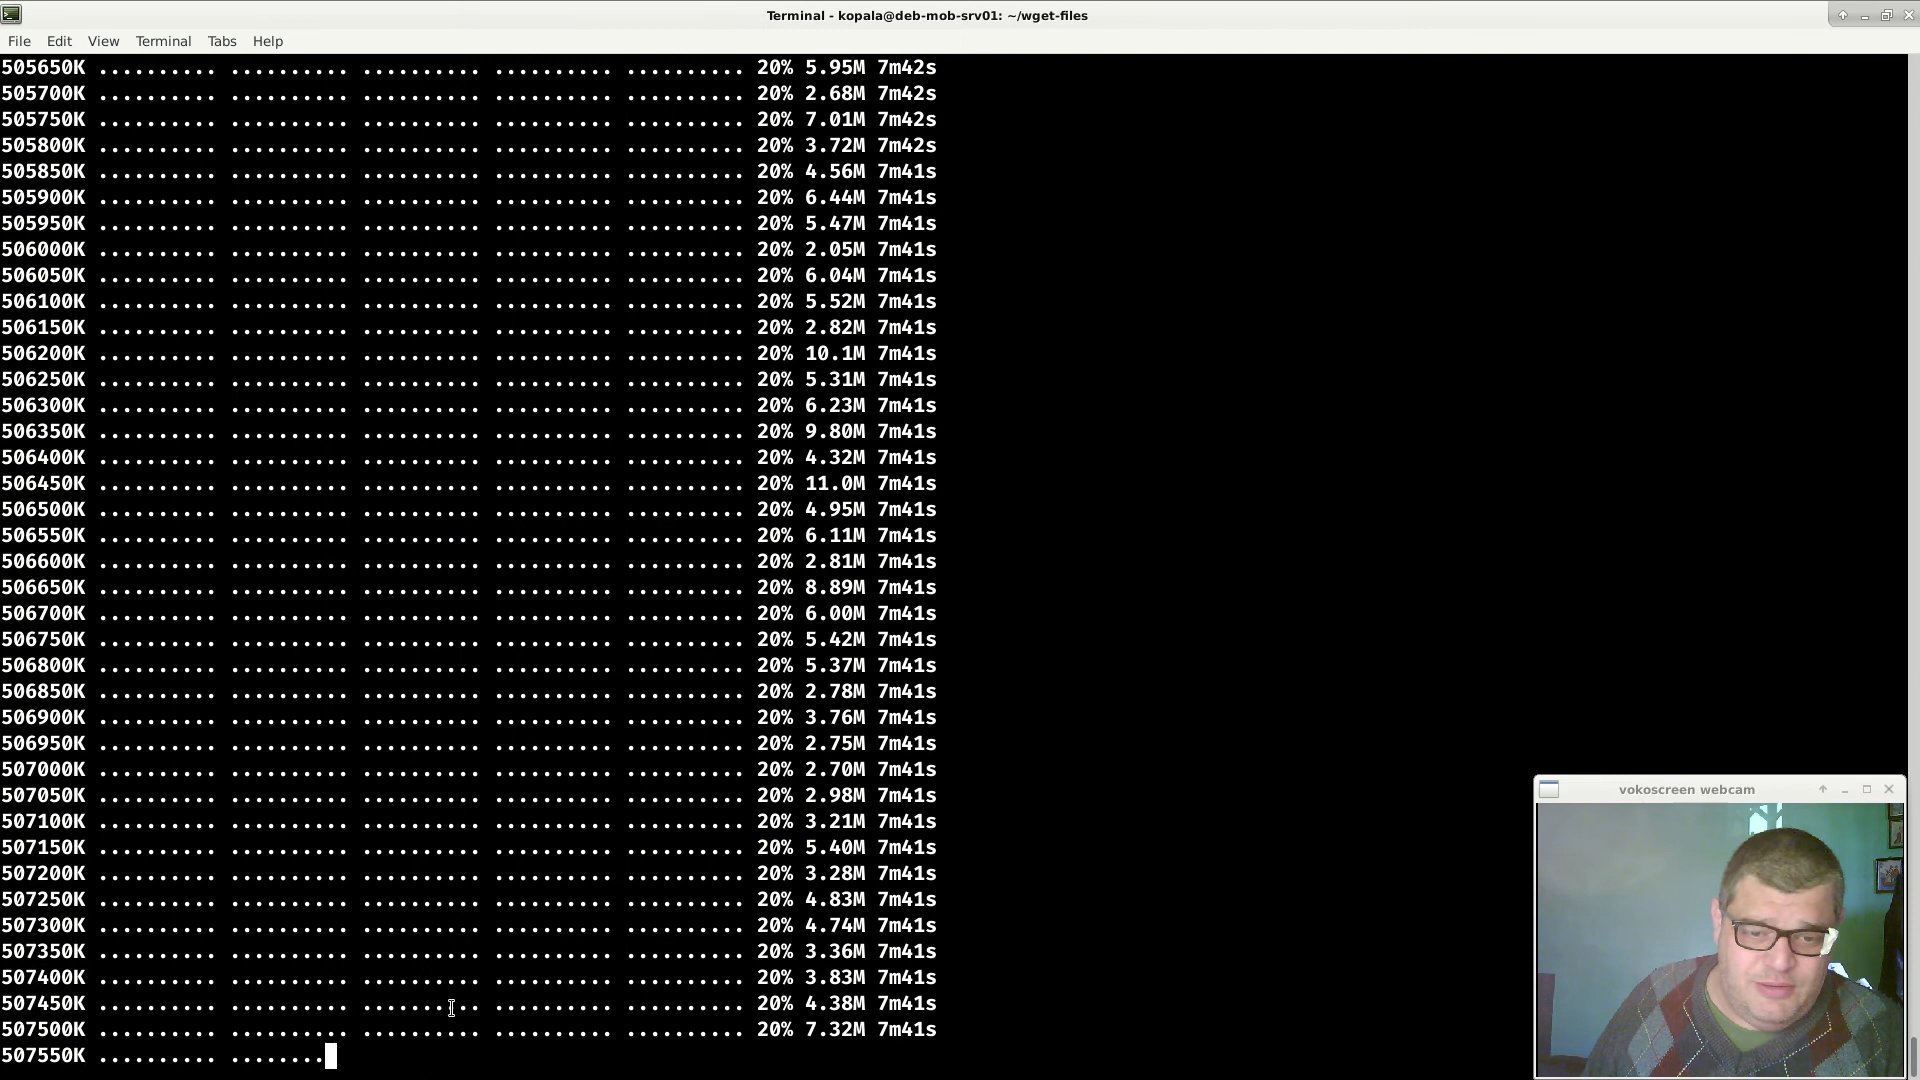 Terminal - kopala@deb-mob-srv01: ~/wget-files
File Edit View Terminal Tabs Help
505650K .......... .......... .......... .......... .......... 20% 5.95M 7m42s
505700K .......... .......... .......... .......... .......... 20% 2.68M 7m42s
505750K .......... .......... .......... .......... .......... 20% 7.01M 7m42s
505800K .......... .......... .......... .......... .......... 20% 3.72M 7m42s
505850K .......... .......... .......... .......... .......... 20% 4.56M 7m41s
505900K .......... .......... .......... .......... .......... 20% 6.44M 7m41s
505950K .......... .......... .......... .......... .......... 20% 5.47M 7m41s
506000K .......... .......... .......... .......... .......... 20% 2.05M 7m41s
506050K .......... .......... .......... .......... .......... 20% 6.04M 7m41s
506100K .......... .......... .......... .......... .......... 20% 5.52M 7m41s
506150K .......... .......... .......... .......... .......... 20% 2.82M 7m41s
506200K .......... .......... .......... .......... .......... 20% 10.1M 7m41s
506250K .......... .......... .......... .......... .......... 20% 5.31M 7m41s
506300K .......... .......... .......... .......... .......... 20% 6.23M 7m41s
506350K .......... .......... .......... .......... .......... 20% 9.80M 7m41s
506400K .......... .......... .......... .......... .......... 20% 4.32M 7m41s
506450K .......... .......... .......... .......... .......... 20% 11.0M 7m41s
506500K .......... .......... .......... .......... .......... 20% 4.95M 7m41s
506550K .......... .......... .......... .......... .......... 20% 6.11M 7m41s
506600K .......... .......... .......... .......... .......... 20% 2.81M 7m41s
506650K .......... .......... .......... .......... .......... 20% 8.89M 7m41s
506700K .......... .......... .......... .......... .......... 20% 6.00M 7m41s
506750K .......... .......... .......... .......... .......... 20% 5.42M 7m41s
506800K .......... .......... .......... .......... .......... 20% 5.37M 7m41s
506850K .......... .......... .......... .......... .......... 20% 2.78M 7m41s
506900K .......... .......... .......... .......... .......... 20% 3.76M 7m41s
506950K .......... .......... .......... .......... .......... 20% 2.75M 7m41s
507000K .......... .......... .......... .......... .......... 20% 2.70M 7m41s
507050K .......... .......... .......... .......... .......... 20% 2.98M 7m41s
507100K .......... .......... .......... .......... .......... 20% 3.21M 7m41s
507150K .......... .......... .......... .......... .......... 20% 5.40M 7m41s
507200K .......... .......... .......... .......... .......... 20% 3.28M 7m41s
507250K .......... .......... .......... .......... .......... 20% 4.83M 7m41s
507300K .......... .......... .......... .......... .......... 20% 4.74M 7m41s
507350K .......... .......... .......... .......... .......... 20% 3.36M 7m41s
507400K .......... .......... .......... .......... .......... 20% 3.83M 7m41s
507450K .......... .......... .......... .......... .......... 20% 4.38M 7m41s
507500K .......... .......... .......... .......... .......... 20% 7.32M 7m41s
507550K .......... ........
vokoscreen webcam